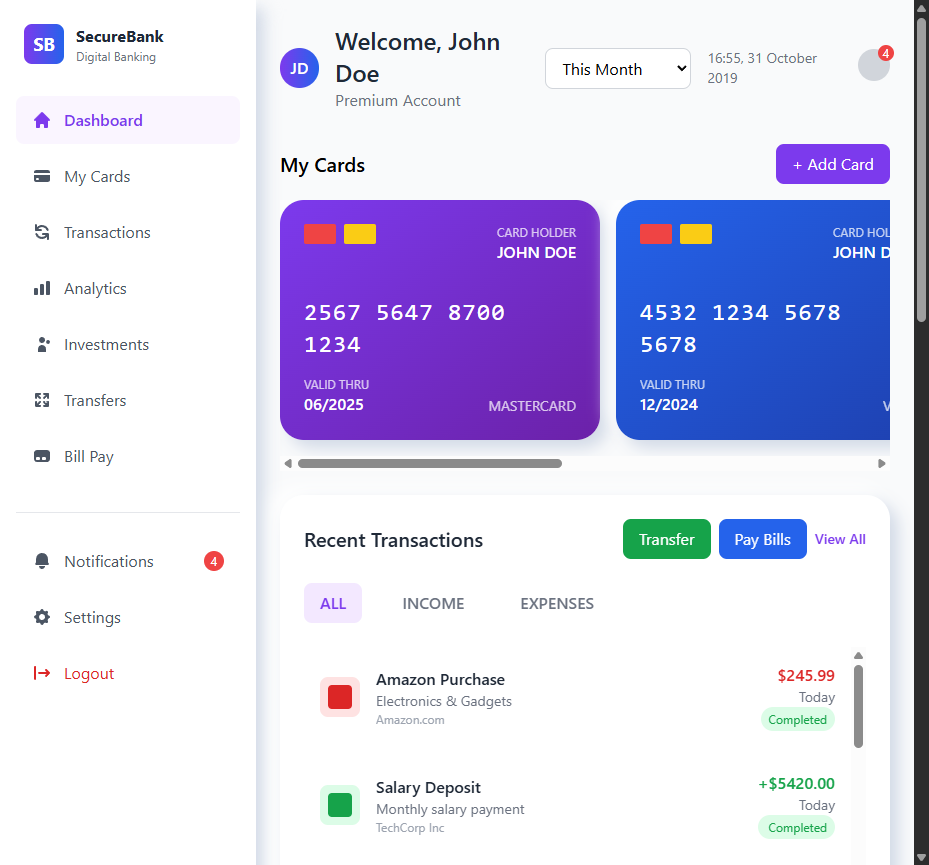 SB
SecureBank
Digital Banking
Dashboard
My Cards
Transactions
Analytics
Investments
Transfers
Bill Pay
Notifications
4
Settings
Logout
JD
Welcome, John
Doe
Premium Account
This Month
16:55, 31 October
2019
4
My Cards
+ Add Card
CARD HOLDER
JOHN DOE
2567 5647 8700
1234
VALID THRU
06/2025
MASTERCARD
CARD HOL
JOHN D
4532 1234 5678
5678
VALID THRU
12/2024
V
Recent Transactions
Transfer
Pay Bills
View All
ALL
INCOME
EXPENSES
Amazon Purchase
Electronics & Gadgets
Amazon.com
$245.99
Today
Completed
Salary Deposit
Monthly salary payment
TechCorp Inc
+$5420.00
Today
Completed